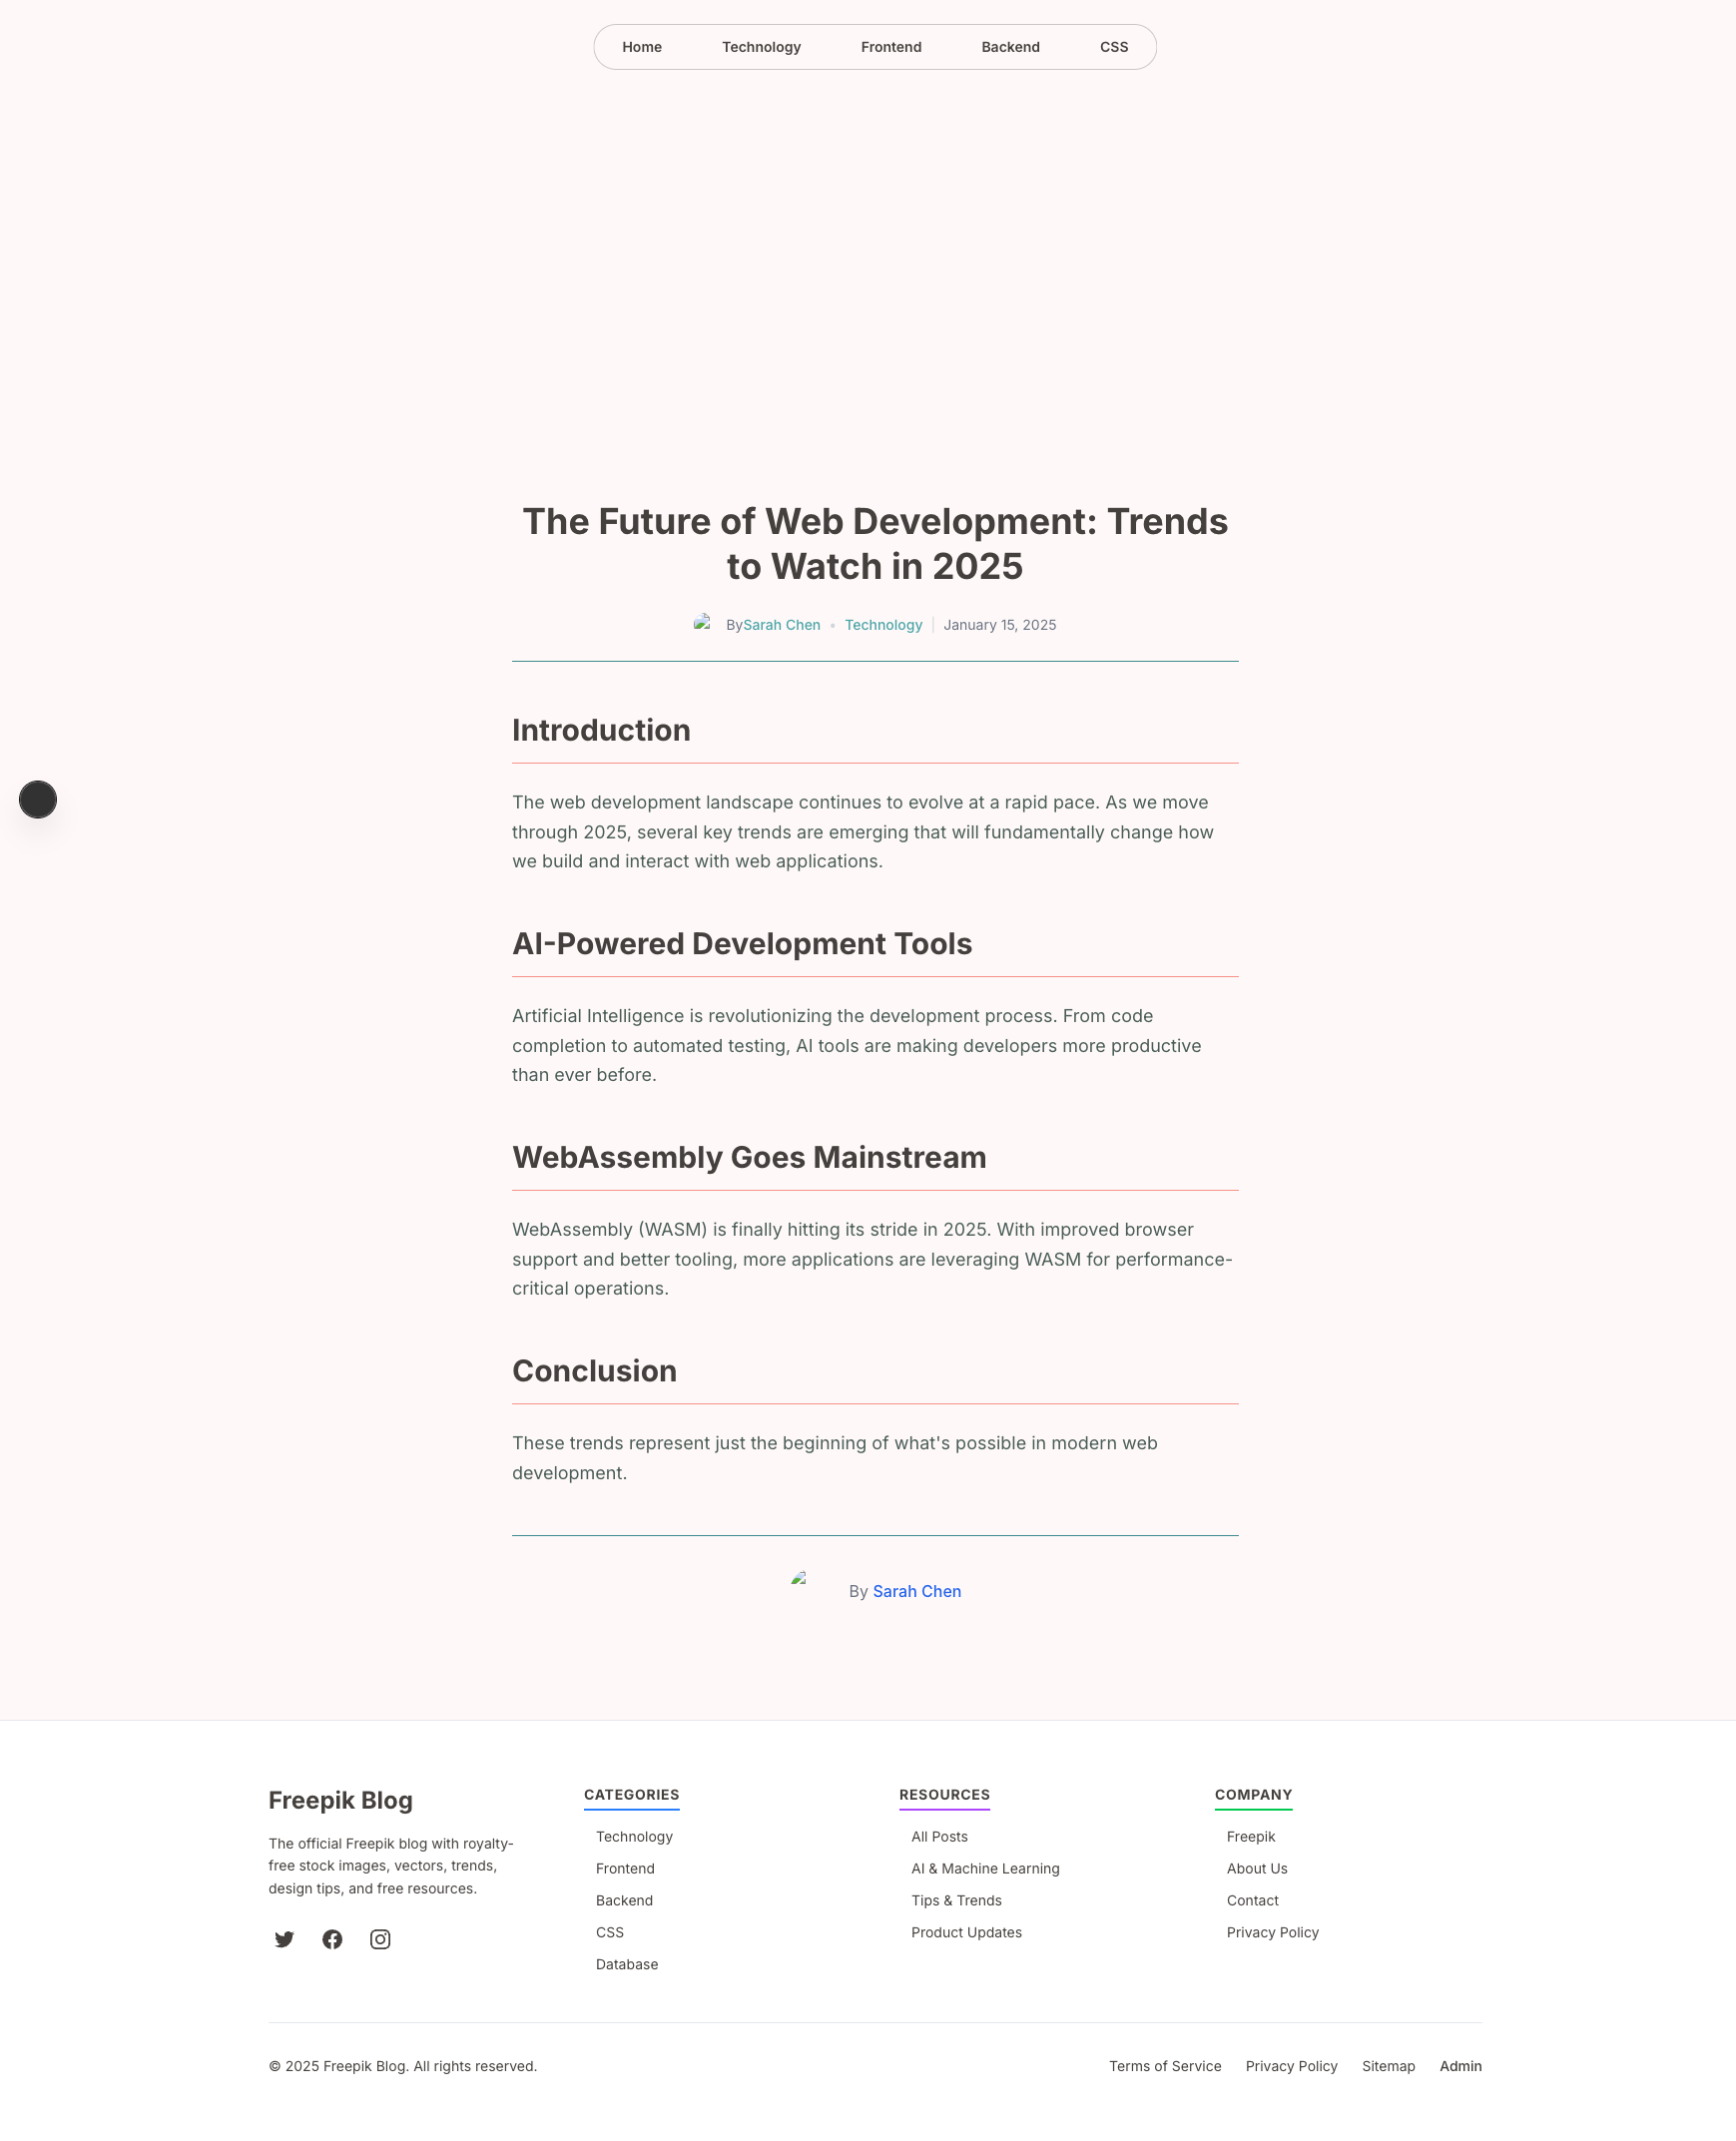 Home Technology Frontend Backend CSS
The Future of Web Development: Trends
to Watch in 2025
BySarah Chen • Technology | January 15, 2025
Introduction
The web development landscape continues to evolve at a rapid pace. As we move
through 2025, several key trends are emerging that will fundamentally change how
we build and interact with web applications.
AI-Powered Development Tools
Artificial Intelligence is revolutionizing the development process. From code
completion to automated testing, AI tools are making developers more productive
than ever before.
WebAssembly Goes Mainstream
WebAssembly (WASM) is finally hitting its stride in 2025. With improved browser
support and better tooling, more applications are leveraging WASM for performance-
critical operations.
Conclusion
These trends represent just the beginning of what's possible in modern web
development.
By Sarah Chen
Freepik Blog
The official Freepik blog with royalty-
free stock images, vectors, trends,
design tips, and free resources.
CATEGORIES
Technology
Frontend
Backend
CSS
Database
RESOURCES
All Posts
AI & Machine Learning
Tips & Trends
Product Updates
COMPANY
Freepik
About Us
Contact
Privacy Policy
© 2025 Freepik Blog. All rights reserved.
Terms of Service Privacy Policy Sitemap Admin